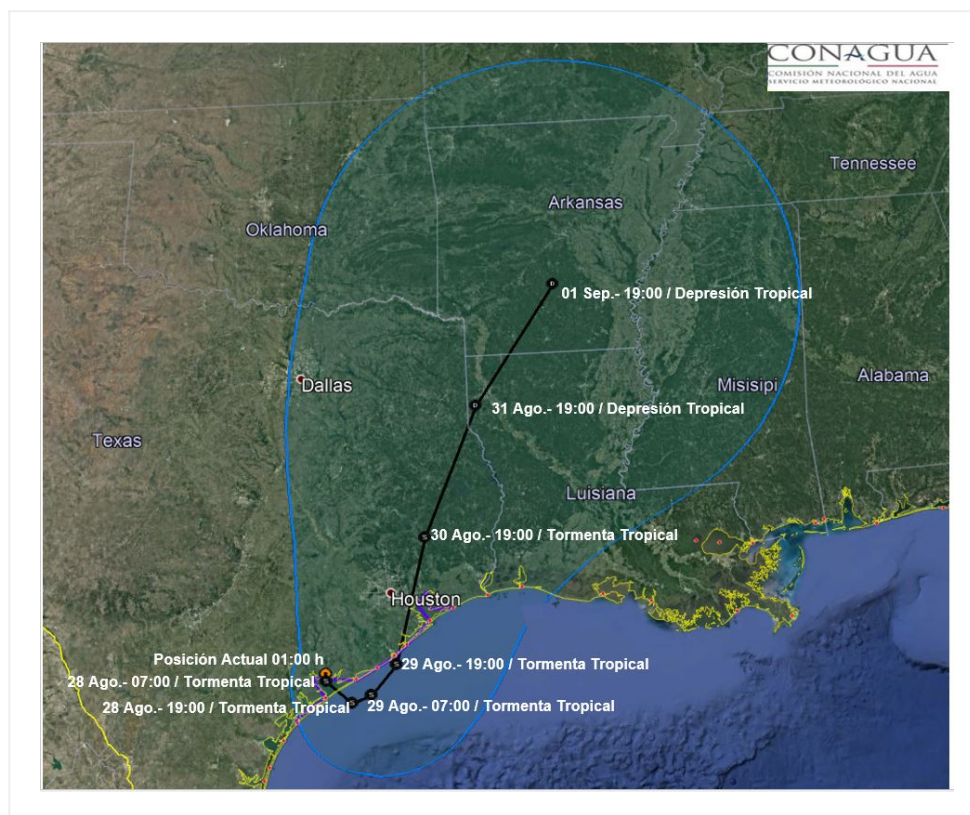 CONAGUA
COMISIÓN NACIONAL DEL AGUA
SERVICIO METEOROLÓGICO NACIONAL
Tennessee
Arkansas
Oklahoma
01 Sep.- 19:00 / Depresión Tropical
Dallas
Misisipi
Alabama
31 Ago.- 19:00 / Depresión Tropical
Texas
Luisiana
30 Ago.- 19:00 / Tormenta Tropical
Houston
Posición Actual 01:00 h
29 Ago.- 19:00 / Tormenta Tropical
28 Ago.- 07:00 / Tormenta Tropical
28 Ago.- 19:00 / Tormenta Tropical
29 Ago.- 07:00 / Tormenta Tropical